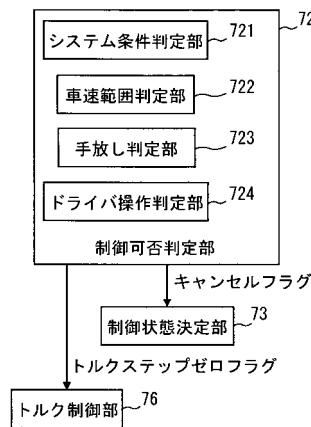 72
システム条件判定部 721
車速範囲判定部 722
手放し判定部 723
ドライバ操作判定部 724
制御可否判定部
キャンセルフラグ
73
制御状態決定部
トルクステップゼロフラグ
76
トルク制御部